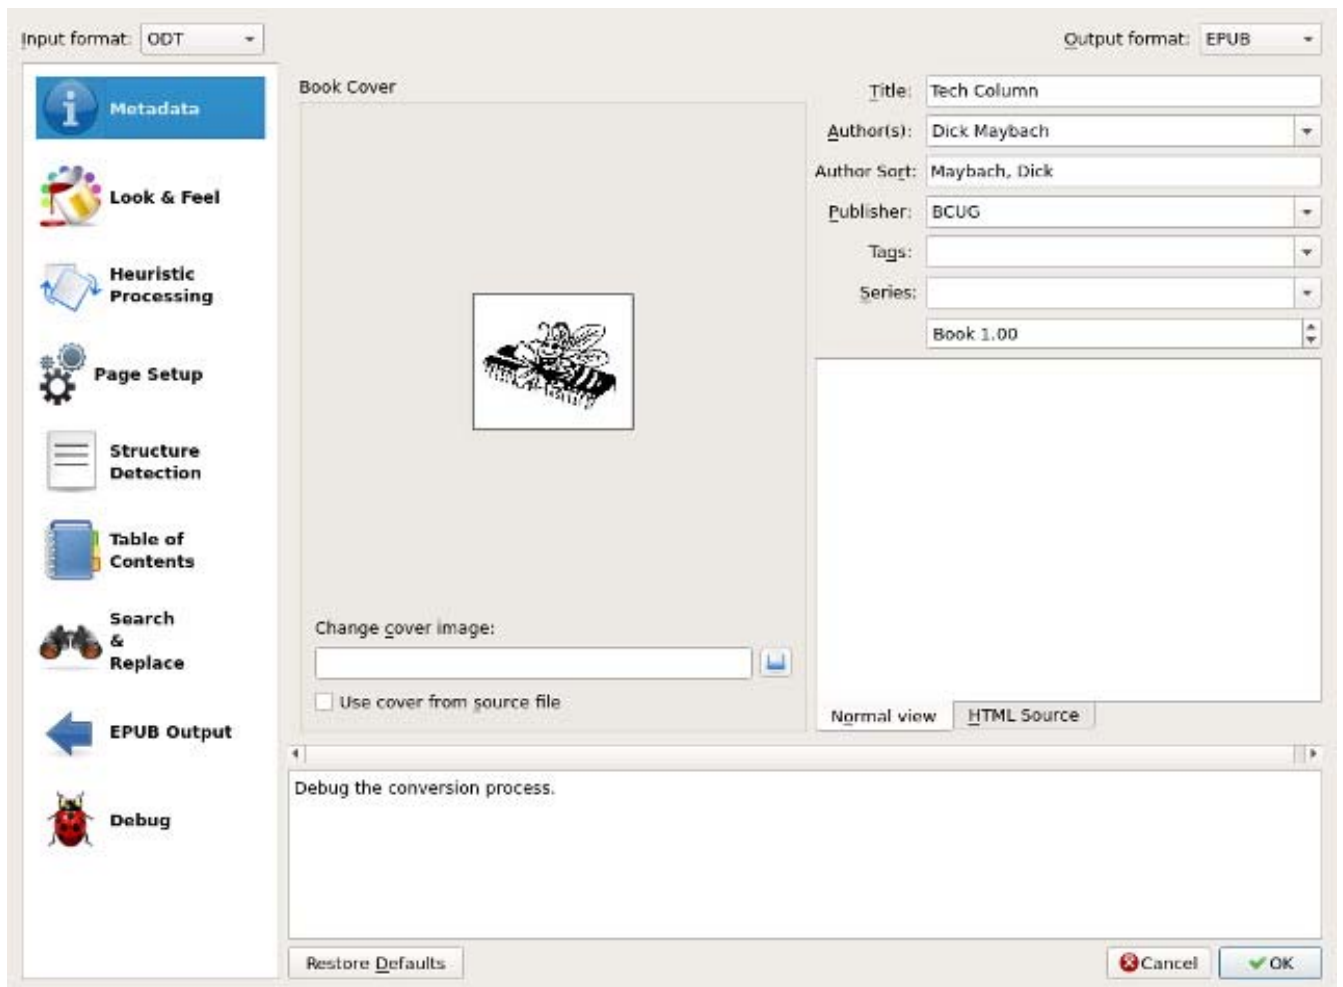 Input format: ODT
Output format: EPUB
Metadata
Look & Feel
Heuristic
Processing
Page Setup
Structure
Detection
Table of
Contents
Search
&
Replace
EPUB Output
Debug
Book Cover
Change cover image:
Use cover from source file
Title: Tech Column
Author(s): Dick Maybach
Author Sort: Maybach, Dick
Publisher: BCUG
Tags:
Series:
Book 1.00
Normal view HTML Source
Debug the conversion process.
Restore Defaults
Cancel OK